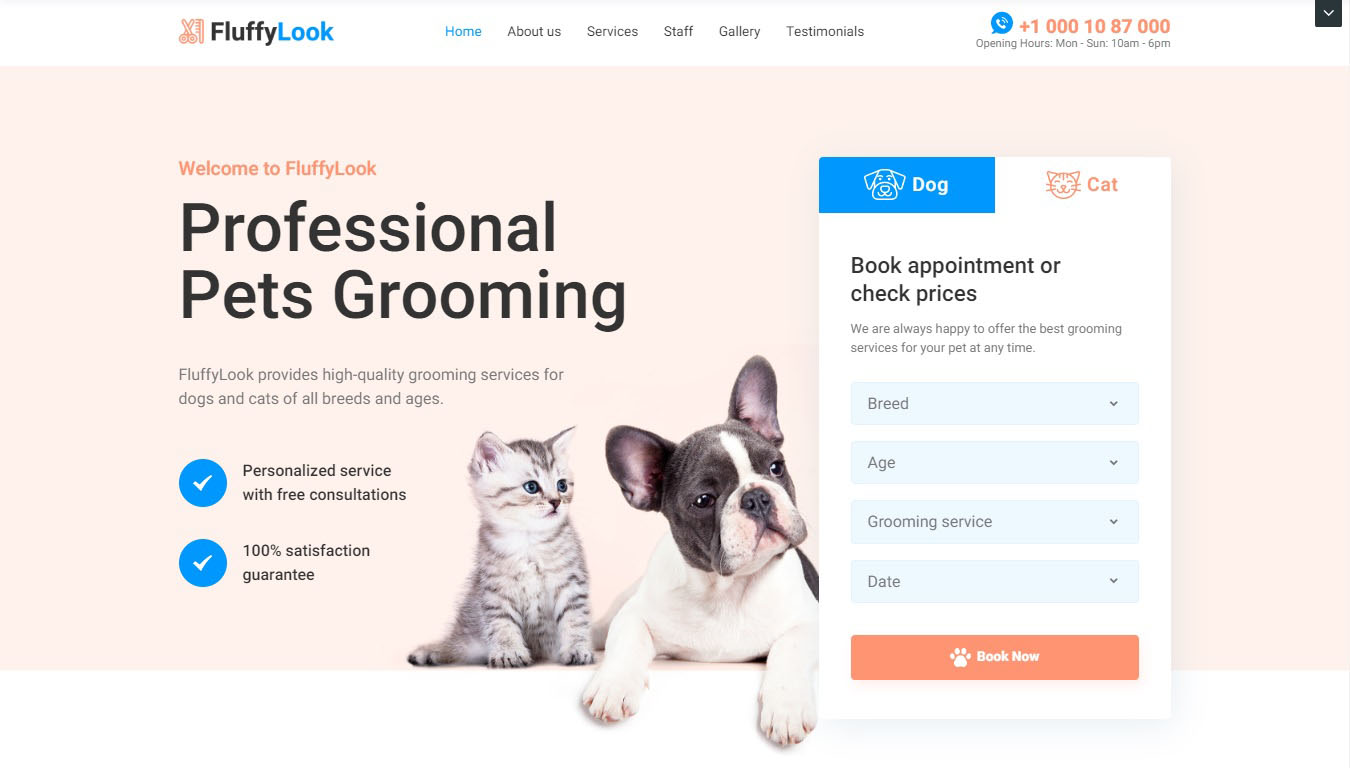 FluffyLook
Home
About us
Services
Staff
Gallery
Testimonials
+1 000 10 87 000
Opening Hours: Mon - Sun: 10am - 6pm
Welcome to FluffyLook
Professional
Pets Grooming
FluffyLook provides high-quality grooming services for
dogs and cats of all breeds and ages.
Personalized service
with free consultations
100% satisfaction
guarantee
Dog
Cat
Book appointment or
check prices
We are always happy to offer the best grooming
services for your pet at any time.
Breed
Age
Grooming service
Date
Book Now